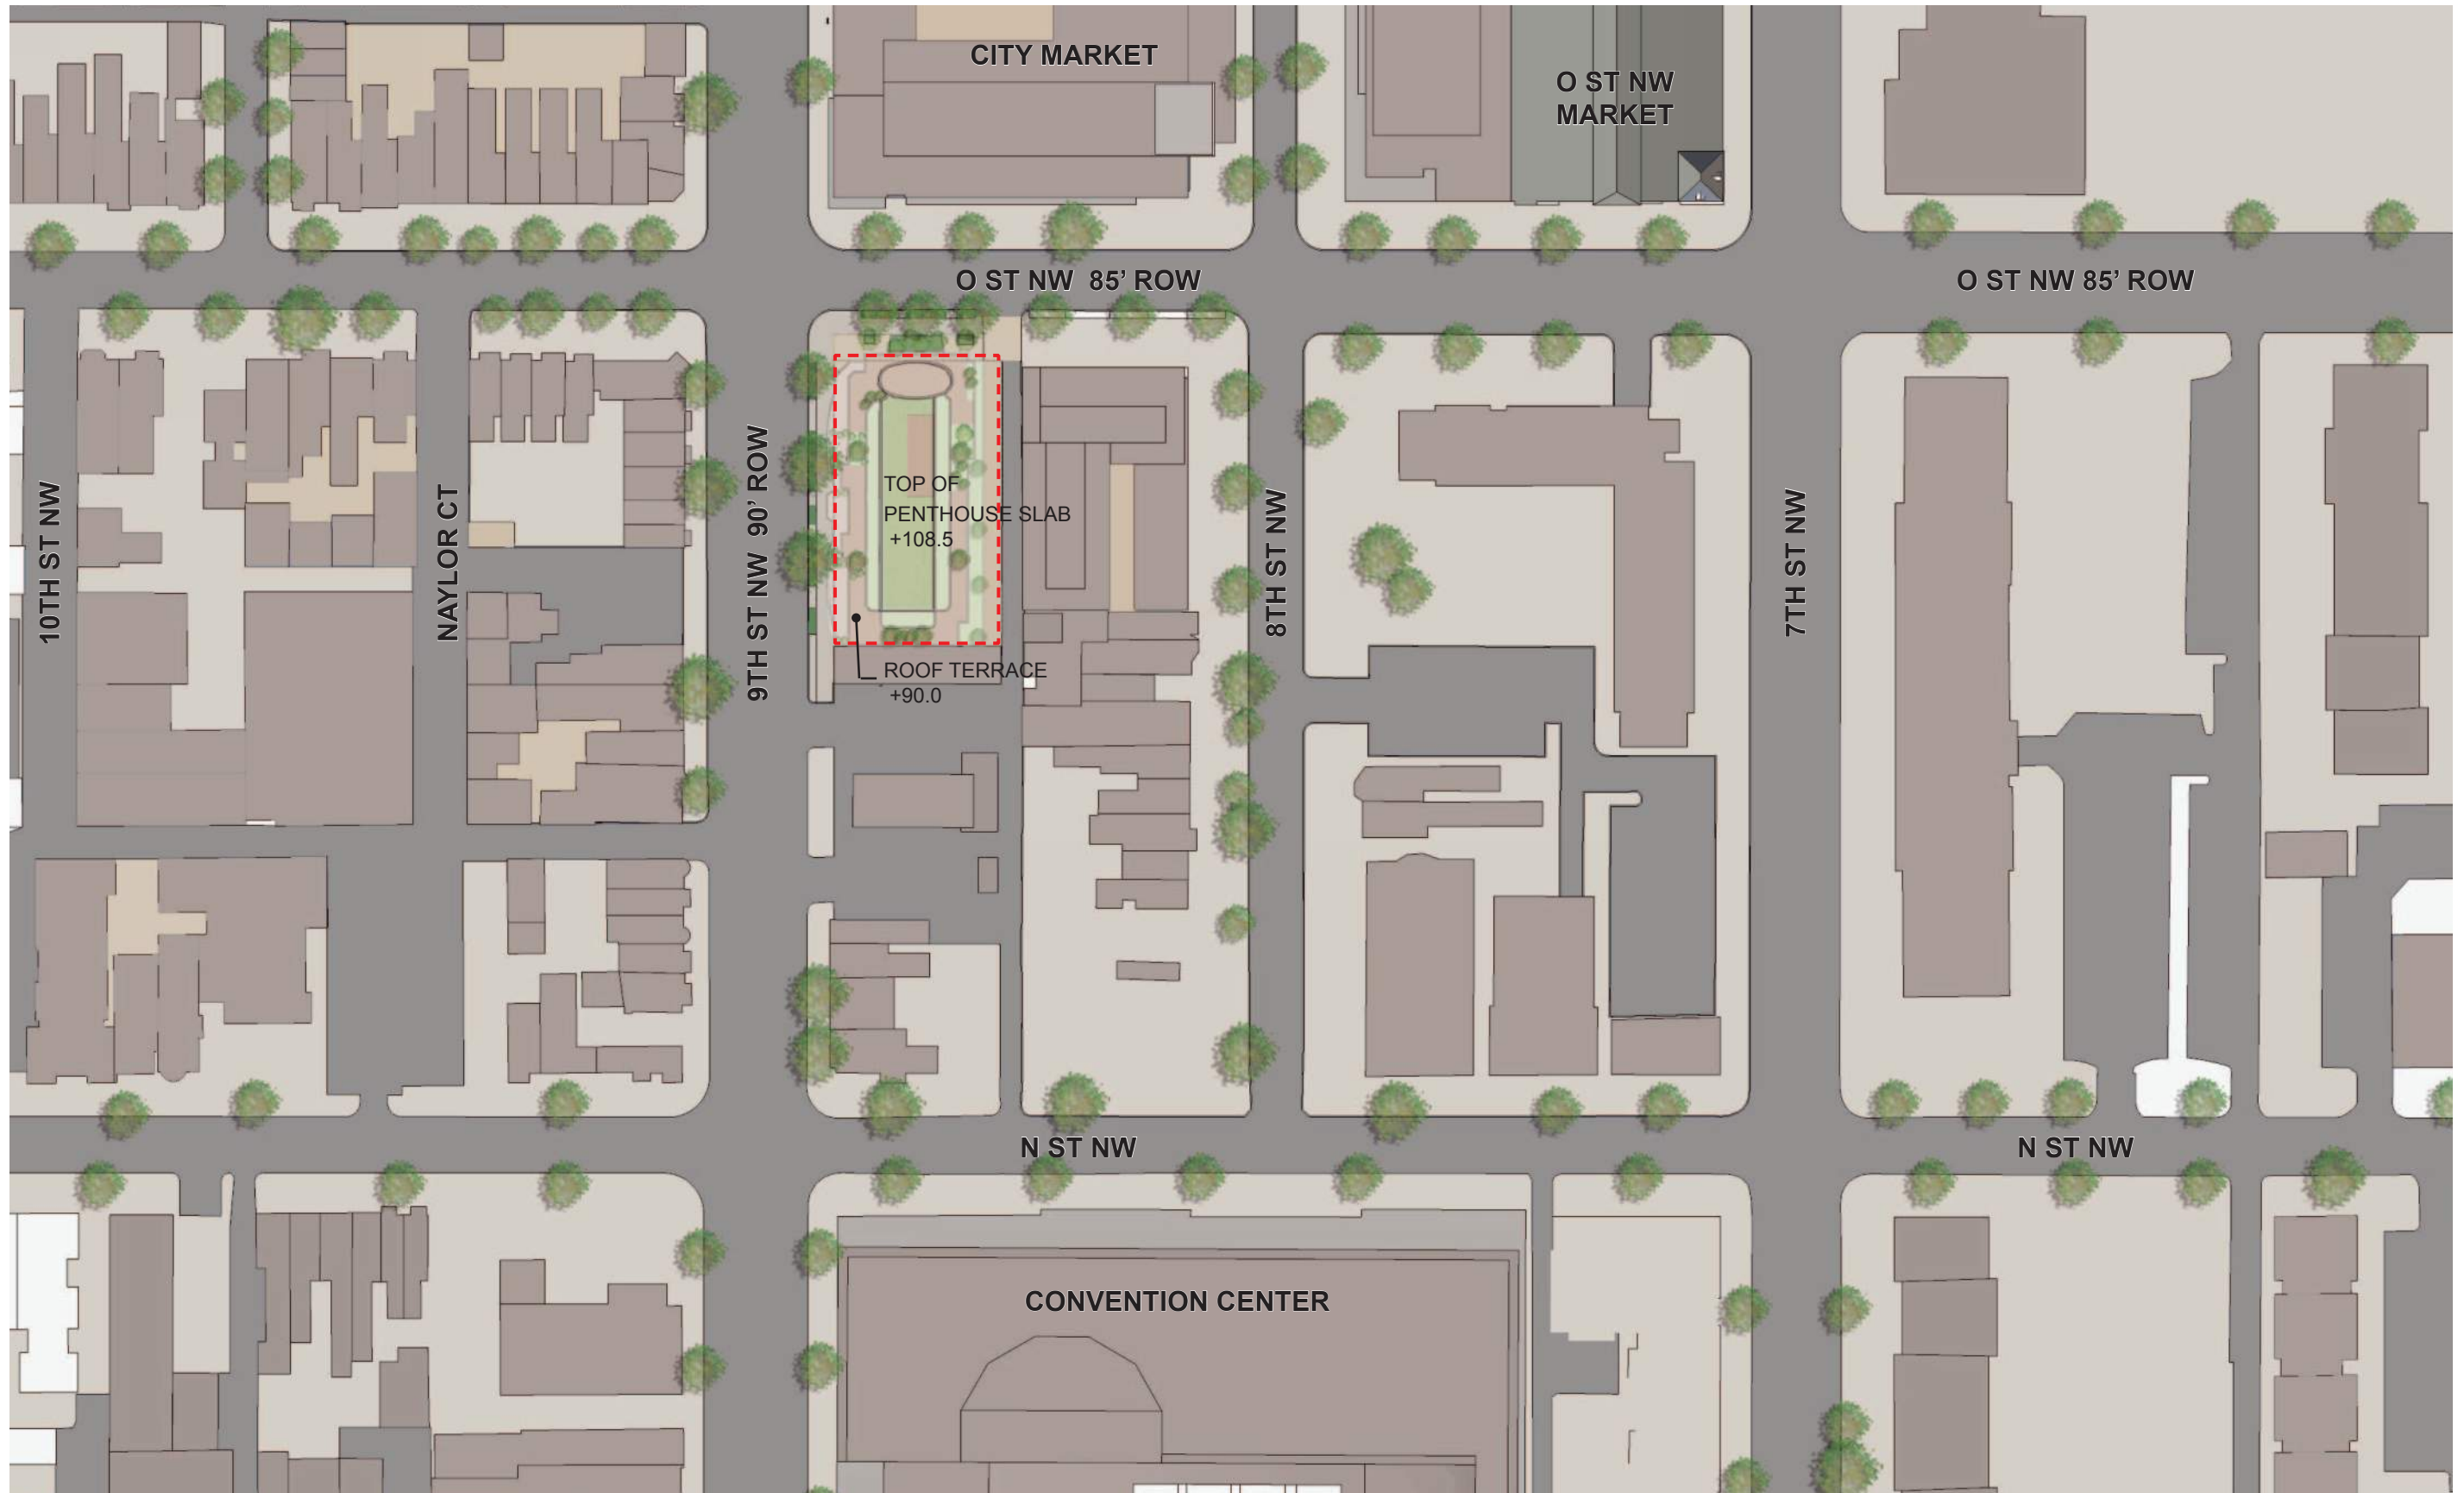 CITY MARKET
O ST NW
MARKET
O ST NW  85’ ROW
O ST NW 85’ ROW
10TH ST NW
NAYLOR CT
9TH ST NW  90’ ROW
TOP OF
PENTHOUSE SLAB
+108.5
8TH ST NW
7TH ST NW
ROOF TERRACE
+90.0
N ST NW
N ST NW
CONVENTION CENTER